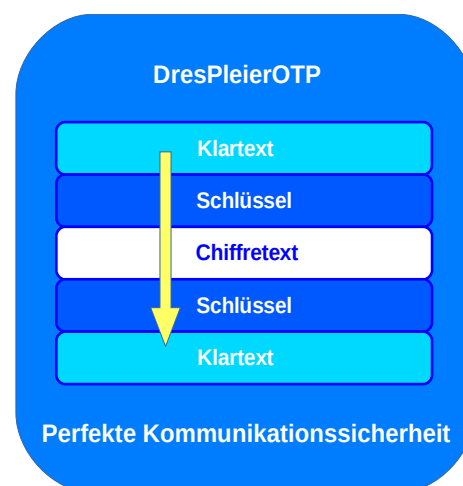 DresPleierOTP
Klartext
Schlüssel
Chiffretext
Schlüssel
Klartext
Perfekte Kommunikationssicherheit